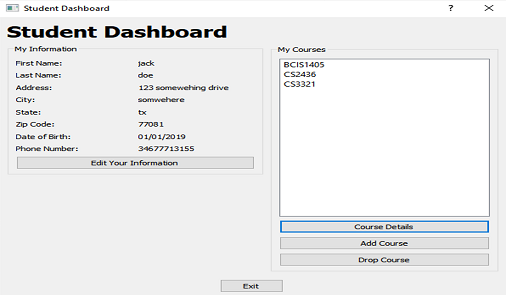 Student Dashboard
?
Student Dashboard
My Information
First Name: jack
Last Name: doe
Address: 123 somewehing drive
City: somwehere
State: tx
Zip Code: 77081
Date of Birth: 01/01/2019
Phone Number: 34677713155
Edit Your Information
My Courses
BCIS1405
CS2436
CS3321
Course Details
Add Course
Drop Course
Exit